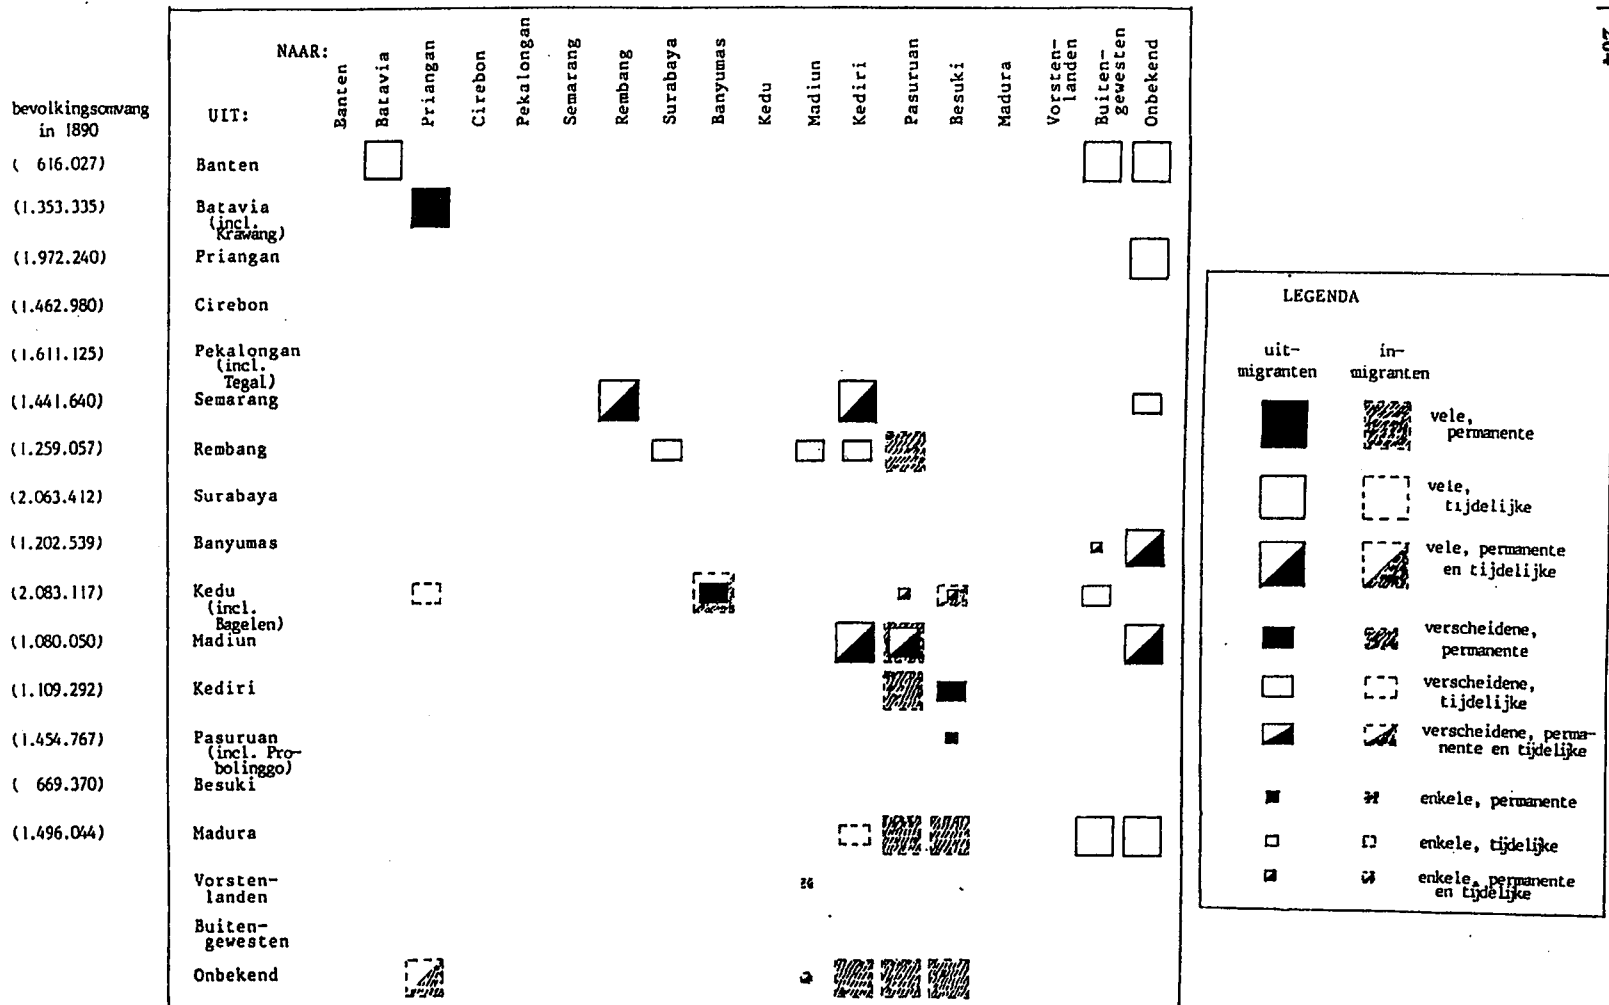 204
NAAR:
Banten
Batavia
Priangan
Cirebon
Pekalongan
Semarang
Rembang
Surabaya
Banyumas
Kedu
Madiun
Kediri
Pasuruan
Besuki
Madura
Vorsten-
landen
Buiten-
gewesten
Onbekend
bevolkingsomvang
in 1890
UIT:
( 616.027) Banten
(1.353.335) Batavia
(incl.
Krawang)
(1.972.240) Priangan
(1.462.980) Cirebon
(1.611.125) Pekalongan
(incl.
Tegal)
(1.441.640) Semarang
(1.259.057) Rembang
(2.063.412) Surabaya
(1.202.539) Banyumas
(2.083.117) Kedu
(incl.
Bagelen)
(1.080.050) Madiun
(1.109.292) Kediri
(1.454.767) Pasuruan
(incl. Pro-
bolinggo)
( 669.370) Besuki
(1.496.044) Madura
Vorsten-
landen
Buiten-
gewesten
Onbekend
LEGENDA
uit-
migranten
in-
migranten
vele,
permanente
vele,
tijdelijke
vele, permanente
en tijdelijke
verscheidene,
permanente
verscheidene,
tijdelijke
verscheidene, perma-
nente en tijdelijke
enkele, permanente
enkele, tijdelijke
enkele, permanente
en tijdelijke